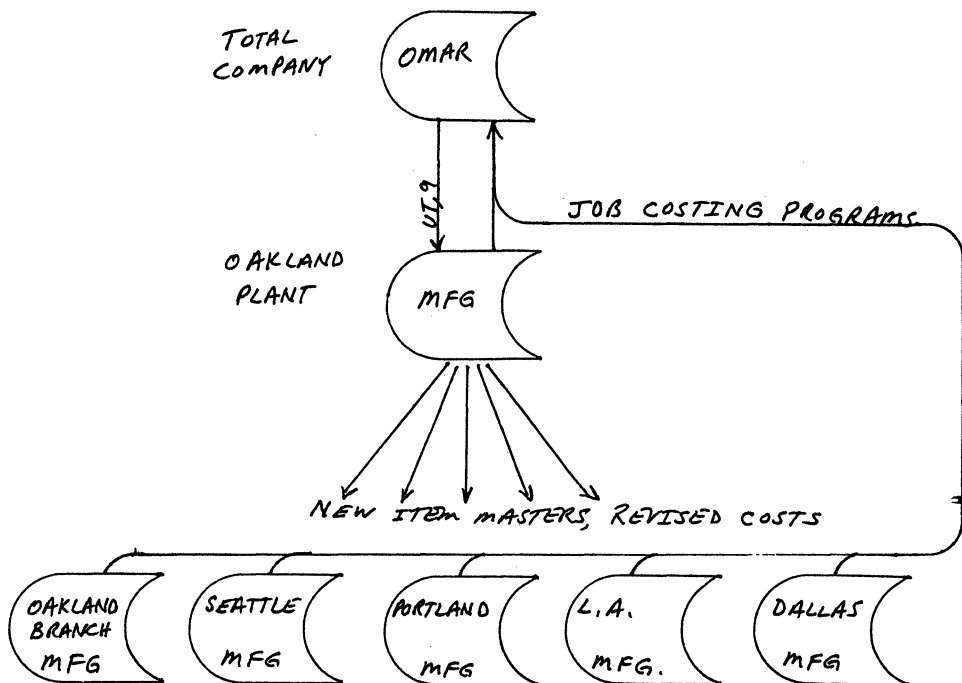 TOTAL
COMPANY
OMAR
UT,9
JOB COSTING PROGRAMS
OAKLAND
PLANT
MFG
NEW ITEM MASTERS, REVISED COSTS
OAKLAND
BRANCH
MFG
SEATTLE
MFG
PORTLAND
MFG
L.A.
MFG.
DALLAS
MFG